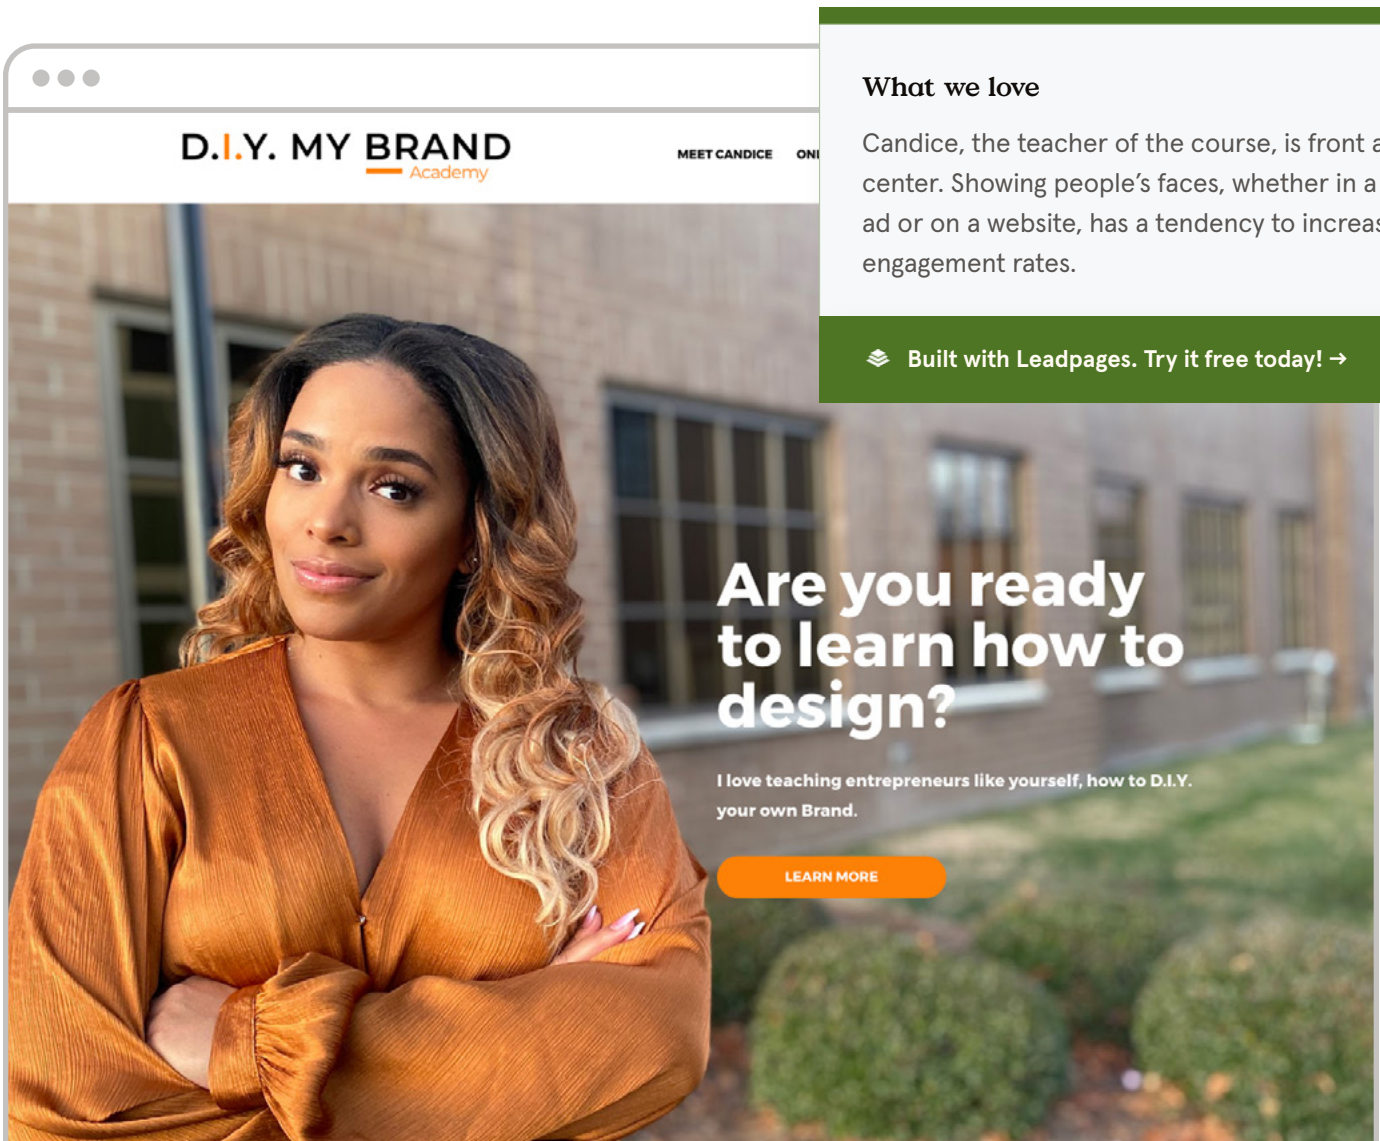 D.I.Y. MY BRAND
Academy
MEET CANDICE
What we love
Candice, the teacher of the course, is front
center. Showing people’s faces, whether in a
ad or on a website, has a tendency to
engagement rates.
Built with Leadpages. Try it free today! →
Are you ready
to learn how to
design?
I love teaching entrepreneurs like yourself, how to D.I.Y.
your own Brand.
LEARN MORE